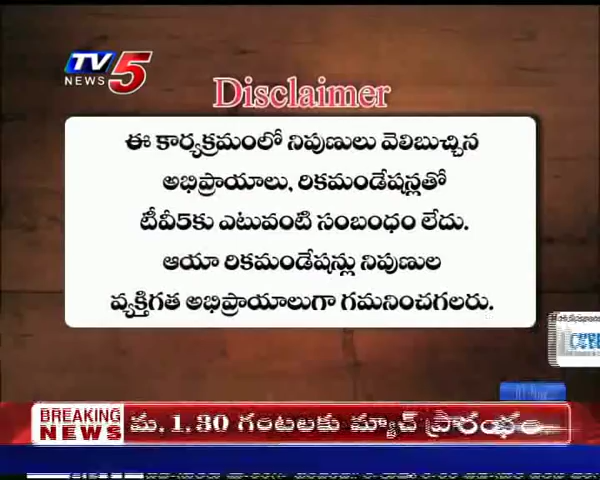 TV5
NEWS
Disclaimer
ఈ కార్యక్రమంలో నిపుణులు వెలిబుచ్చిన
అభిప్రాయాలు, రికమండేషన్లతో
టీవీ5కు ఎటువంటి సంబంధం లేదు.
ఆయా రికమండేషన్లు నిపుణుల
వ్యక్తిగత అభిప్రాయాలుగా గమనించగలరు.
BREAKING
NEWS
మ.1.30 గంటలకు మ్యాచ్ ప్రారంభం